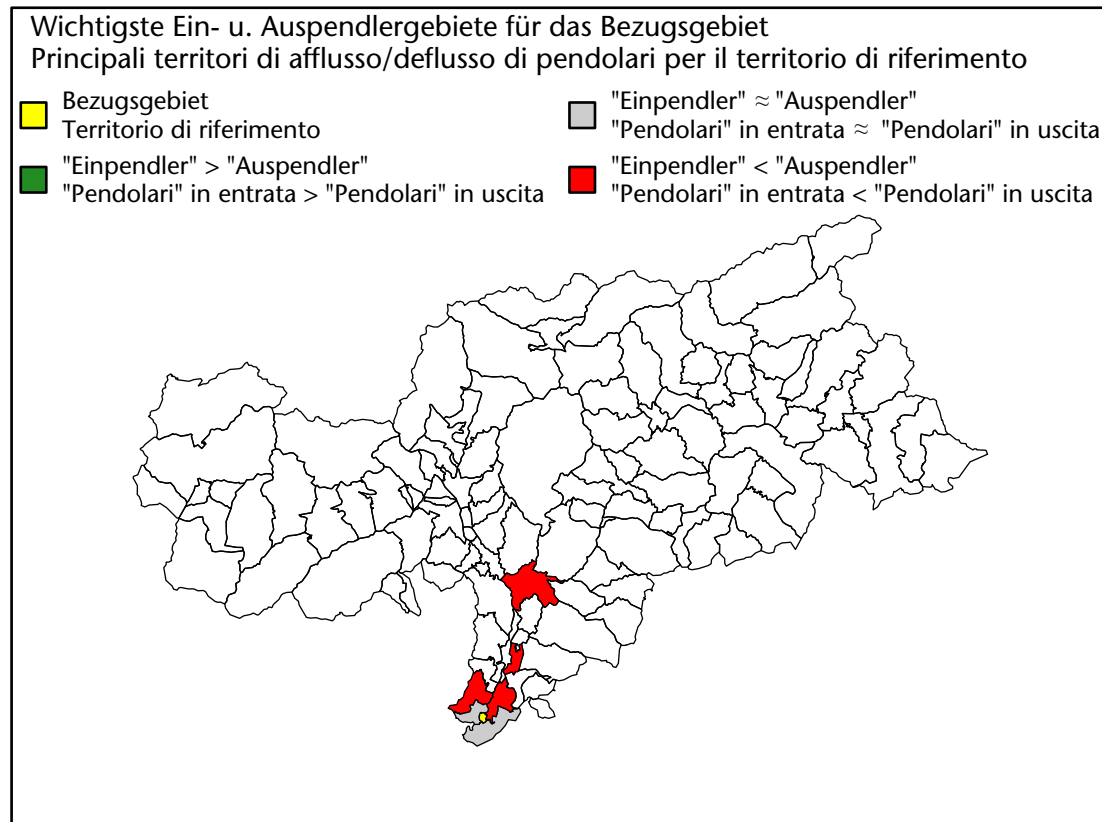 Wichtigste Ein- u. Auspendlergebiete für das Bezugsgebiet
Principali territori di afflusso/deflusso di pendolari per il territorio di riferimento
Bezugsgebiet
Territorio di riferimento
"Einpendler" > "Auspendler"
"Pendolari" in entrata > "Pendolari" in uscita
"Einpendler" ≈ "Auspendler"
"Pendolari" in entrata ≈ "Pendolari" in uscita
"Einpendler" < "Auspendler"
"Pendolari" in entrata < "Pendolari" in uscita